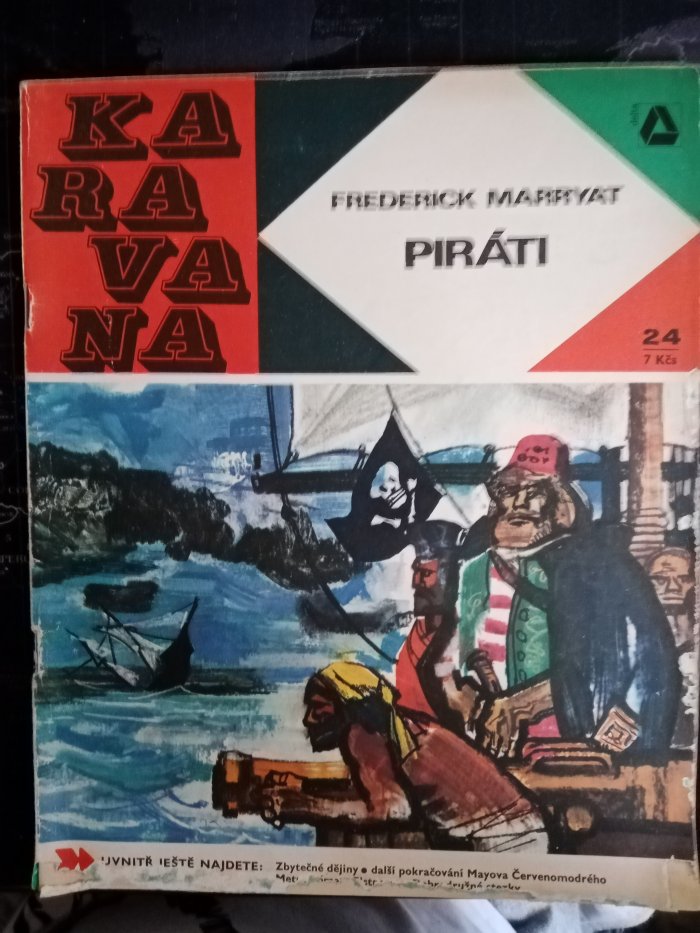 KA
RA
VA
NA
delta
FREDERICK MARRYAT
PIRÁTI
24
7 Kčs
UVNITŘ JEŠTĚ NAJDETE: Zbytečné dějiny • další pokračování Mayova Červenomodrého